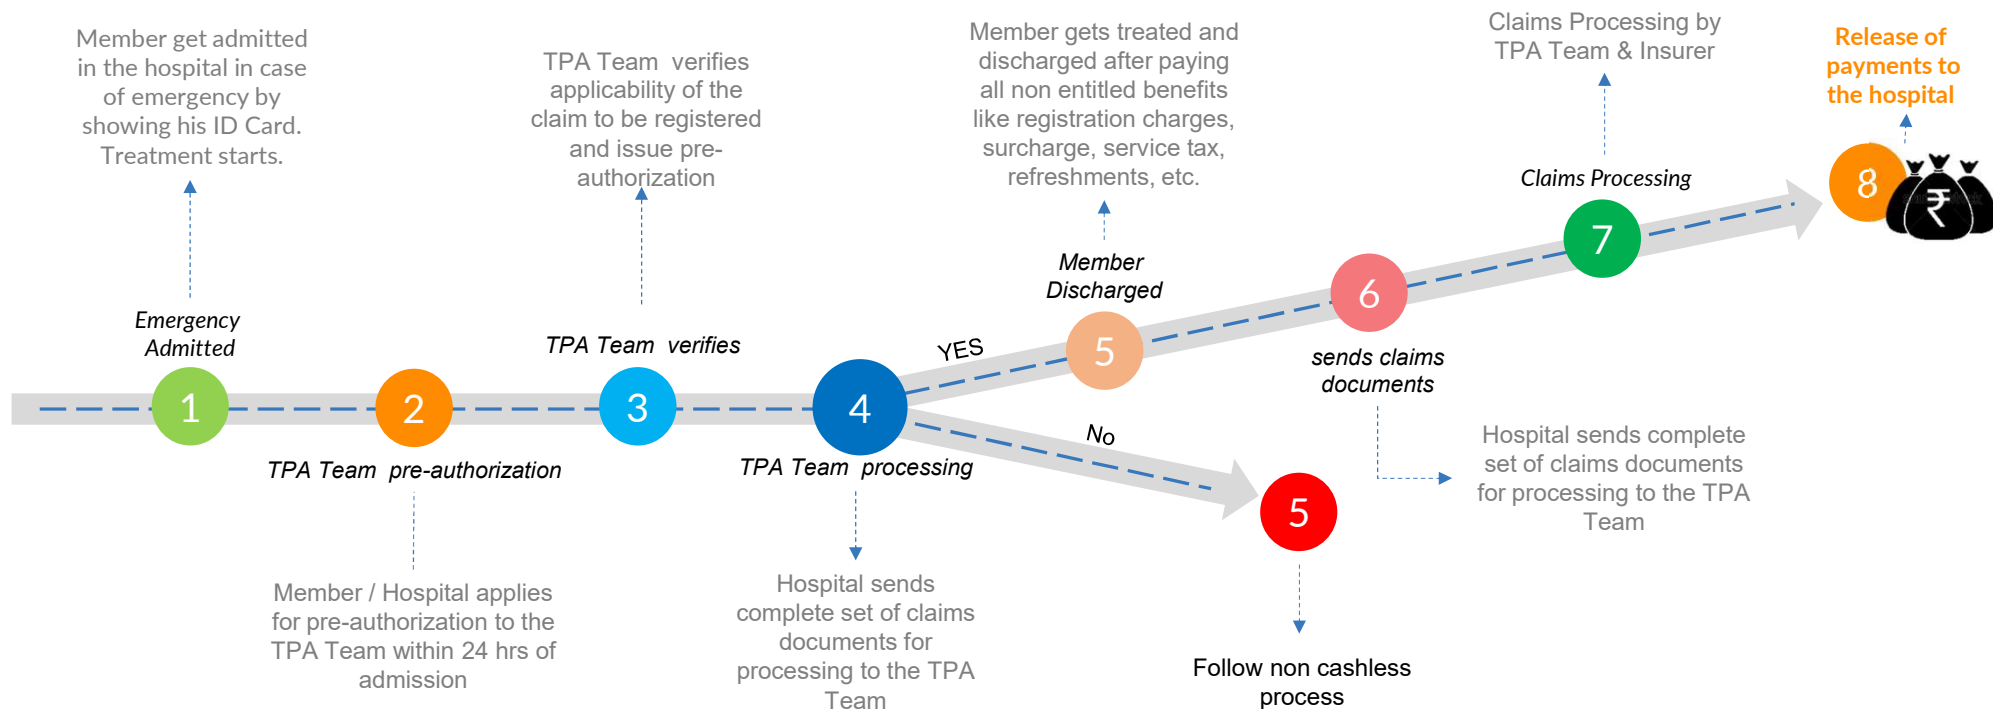 Member get admitted
in the hospital in case
of emergency by
showing his ID Card.
Treatment starts.
Emergency
Admitted
1
2
TPA Team  pre-authorization
Member / Hospital applies
for pre-authorization to the
TPA Team within 24 hrs of
admission
TPA Team  verifies
applicability of the
claim to be registered
and issue pre-
authorization
TPA Team  verifies
3
4
TPA Team  processing
Hospital sends
complete set of claims
documents for
processing to the TPA
Team
YES
No
Member gets treated and
discharged after paying
all non entitled benefits
like registration charges,
surcharge, service tax,
refreshments, etc.
Member
Discharged
5
5
Follow non cashless
process
6
sends claims
documents
Hospital sends complete
set of claims documents
for processing to the TPA
Team
Claims Processing by
TPA Team & Insurer
Claims Processing
7
Release of
payments to
the hospital
8
₹